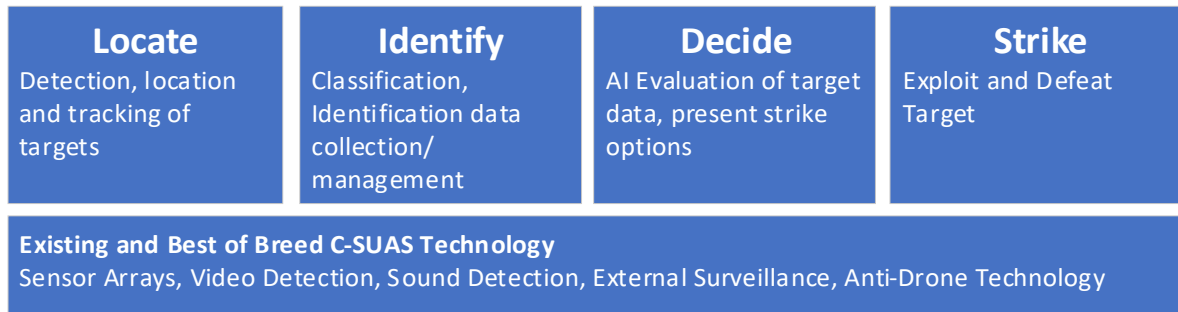 Locate
Detection, location
and tracking of
targets
Identify
Classification,
Identification data
collection/
management
Decide
AI Evaluation of target
data, present strike
options
Strike
Exploit and Defeat
Target
Existing and Best of Breed C-SUAS Technology
Sensor Arrays, Video Detection, Sound Detection, External Surveillance, Anti-Drone Technology